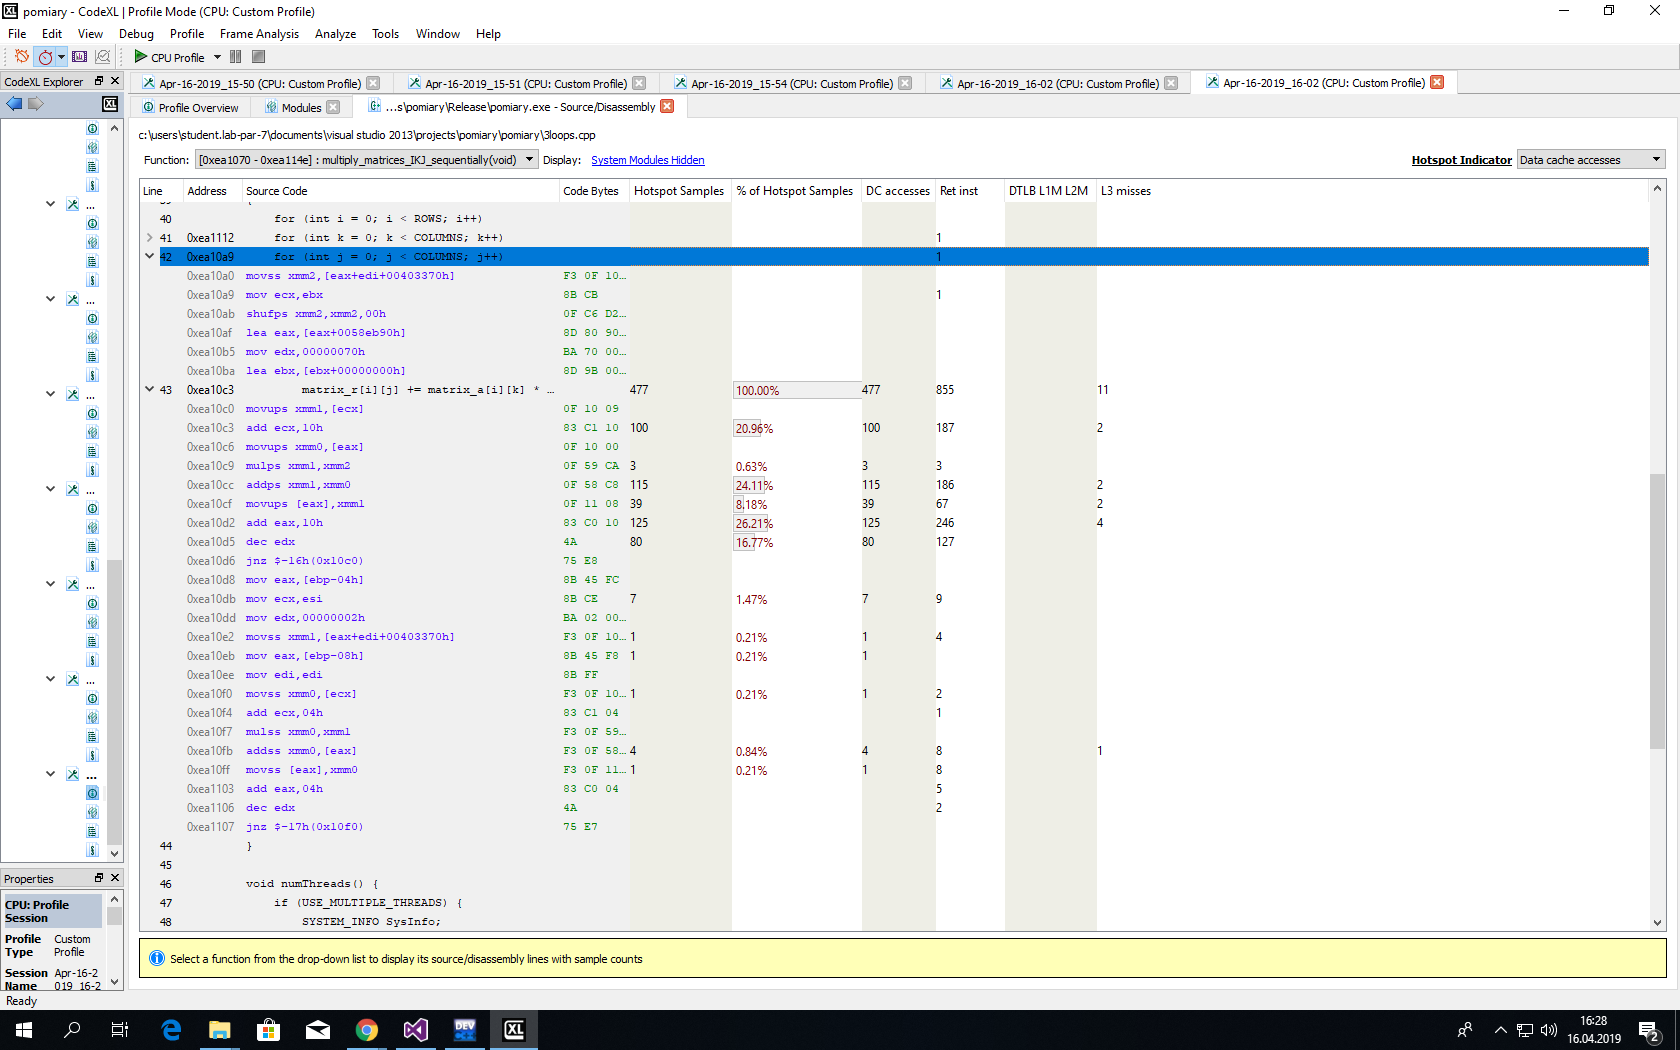 pomiary - CodeXL | Profile Mode (CPU: Custom Profile)
File Edit View Debug Profile Frame Analysis Analyze Tools Window Help
CPU Profile
CodeXL Explorer
Apr-16-2019_15-50 (CPU: Custom Profile) Apr-16-2019_15-51 (CPU: Custom Profile) Apr-16-2019_15-54 (CPU: Custom Profile) Apr-16-2019_16-02 (CPU: Custom Profile) Apr-16-2019_16-02 (CPU: Custom Profile)
Profile Overview Modules ...s\pomiary\Release\pomiary.exe - Source/Disassembly
c:\users\student.lab-par-7\documents\visual studio 2013\projects\pomiary\pomiary\3loops.cpp
Function: [0xea1070 - 0xea114e] : multiply_matrices_IKJ_sequentially(void) Display: System Modules Hidden Hotspot Indicator Data cache accesses
Line Address Source Code Code Bytes Hotspot Samples % of Hotspot Samples DC accesses Ret inst DTLB L1M L2M L3 misses
40 for (int i = 0; i < ROWS; i++)
41 0xea1112 for (int k = 0; k < COLUMNS; k++) 1
42 0xea10a9 for (int j = 0; j < COLUMNS; j++) 1
0xea10a0 movss xmm2,[eax+edi+00403370h] F3 0F 10...
0xea10a9 mov ecx,ebx 8B CB 1
0xea10ab shufps xmm2,xmm2,00h 0F C6 D2...
0xea10af lea eax,[eax+0058eb90h] 8D 80 90...
0xea10b5 mov edx,00000070h BA 70 00...
0xea10ba lea ebx,[ebx+00000000h] 8D 9B 00...
43 0xea10c3 matrix_r[i][j] += matrix_a[i][k] * ... 477 100.00% 477 855 11
0xea10c0 movups xmm1,[ecx] 0F 10 09
0xea10c3 add ecx,10h 83 C1 10 100 20.96% 100 187 2
0xea10c6 movups xmm0,[eax] 0F 10 00
0xea10c9 mulps xmm1,xmm2 0F 59 CA 3 0.63% 3 3
0xea10cc addps xmm1,xmm0 0F 58 C8 115 24.11% 115 186 2
0xea10cf movups [eax],xmm1 0F 11 08 39 8.18% 39 67 2
0xea10d2 add eax,10h 83 C0 10 125 26.21% 125 246 4
0xea10d5 dec edx 4A 80 16.77% 80 127
0xea10d6 jnz $-16h(0x10c0) 75 E8
0xea10d8 mov eax,[ebp-04h] 8B 45 FC
0xea10db mov ecx,esi 8B CE 7 1.47% 7 9
0xea10dd mov edx,00000002h BA 02 00...
0xea10e2 movss xmm1,[eax+edi+00403370h] F3 0F 10... 1 0.21% 1 4
0xea10eb mov eax,[ebp-08h] 8B 45 F8 1 0.21% 1
0xea10ee mov edi,edi 8B FF
0xea10f0 movss xmm0,[ecx] F3 0F 10... 1 0.21% 1 2
0xea10f4 add ecx,04h 83 C1 04 1
0xea10f7 mulss xmm0,xmm1 F3 0F 59...
0xea10fb addss xmm0,[eax] F3 0F 58... 4 0.84% 4 8 1
0xea10ff movss [eax],xmm0 F3 0F 11... 1 0.21% 1 8
0xea1103 add eax,04h 83 C0 04 5
0xea1106 dec edx 4A 2
0xea1107 jnz $-17h(0x10f0) 75 E7
44 }
45
46 void numThreads() {
47 if (USE_MULTIPLE_THREADS) {
48 SYSTEM_INFO SysInfo;
Properties
CPU: Profile Session
Profile Type Custom Profile
Session Name Apr-16-2019_16-2
Select a function from the drop-down list to display its source/disassembly lines with sample counts
Ready
DEV C++
XL
16:28
16.04.2019
2